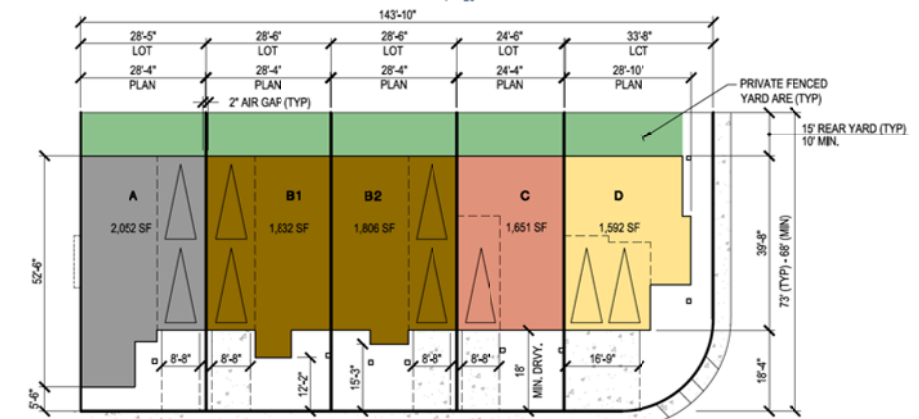 143'-10"
28'-5"
LOT
28'-6"
LOT
28'-6"
LOT
24'-6"
LOT
33'-8"
LCT
28'-4"
PLAN
28'-4"
PLAN
28'-4"
PLAN
24'-4"
PLAN
28'-10'
PLAN
2" AIR GAP (TYP)
PRIVATE FENCED
YARD ARE (TYP)
15' REAR YARD (TYP)
10' MIN.
A
B1
B2
C
D
2,052 SF
1,632 SF
1,806 SF
1,651 SF
1,592 SF
52'-6"
39'-8"
73' (TYP) - 68' (MIN)
8'-8"
8'-8"
8'-8"
8'-8"
16'-9"
12'-2"
15'-3"
18'
MIN. DRVY.
18'-4"
5'-6"